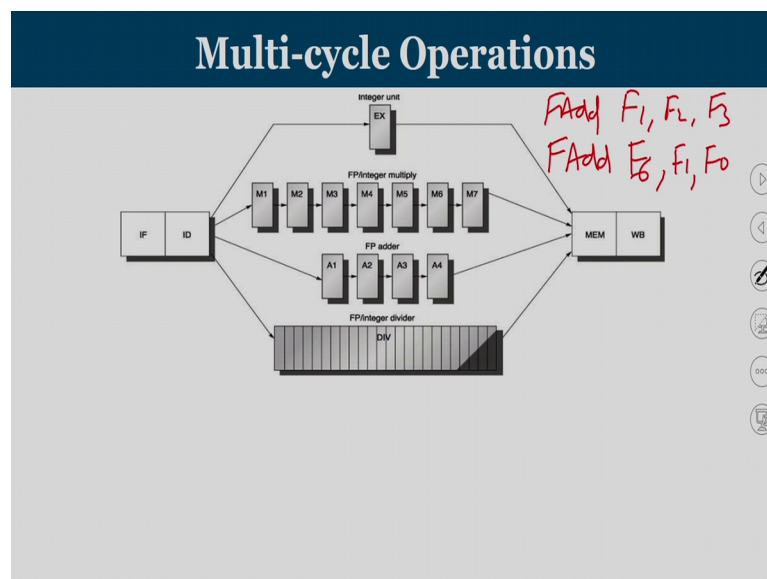 Multi-cycle Operations
Integer unit
EX
FAdd F1, F2, F3
FAdd F6, F1, F0
FP/integer multiply
M1 M2 M3 M4 M5 M6 M7
IF ID
MEM WB
FP adder
A1 A2 A3 A4
FP/integer divider
DIV